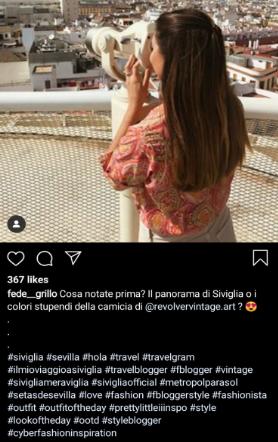 367 likes
fede__grillo Cosa notate prima? Il panorama di Siviglia o i
colori stupendi della camicia di @revolvervintage.art ? 😍
.
.
.
#siviglia #sevilla #hola #travel #travelgram
#ilmioviaggioasiviglia #travelblogger #fblogger #vintage
#sivigliameraviglia #sivigliaofficial #metropolparasol
#setasdesevilla #love #fashion #fbloggerstyle #fashionista
#outfit #outfitoftheday #prettylittleiiinspo #style
#lookoftheday #ootd #styleblogger
#cyberfashioninspiration